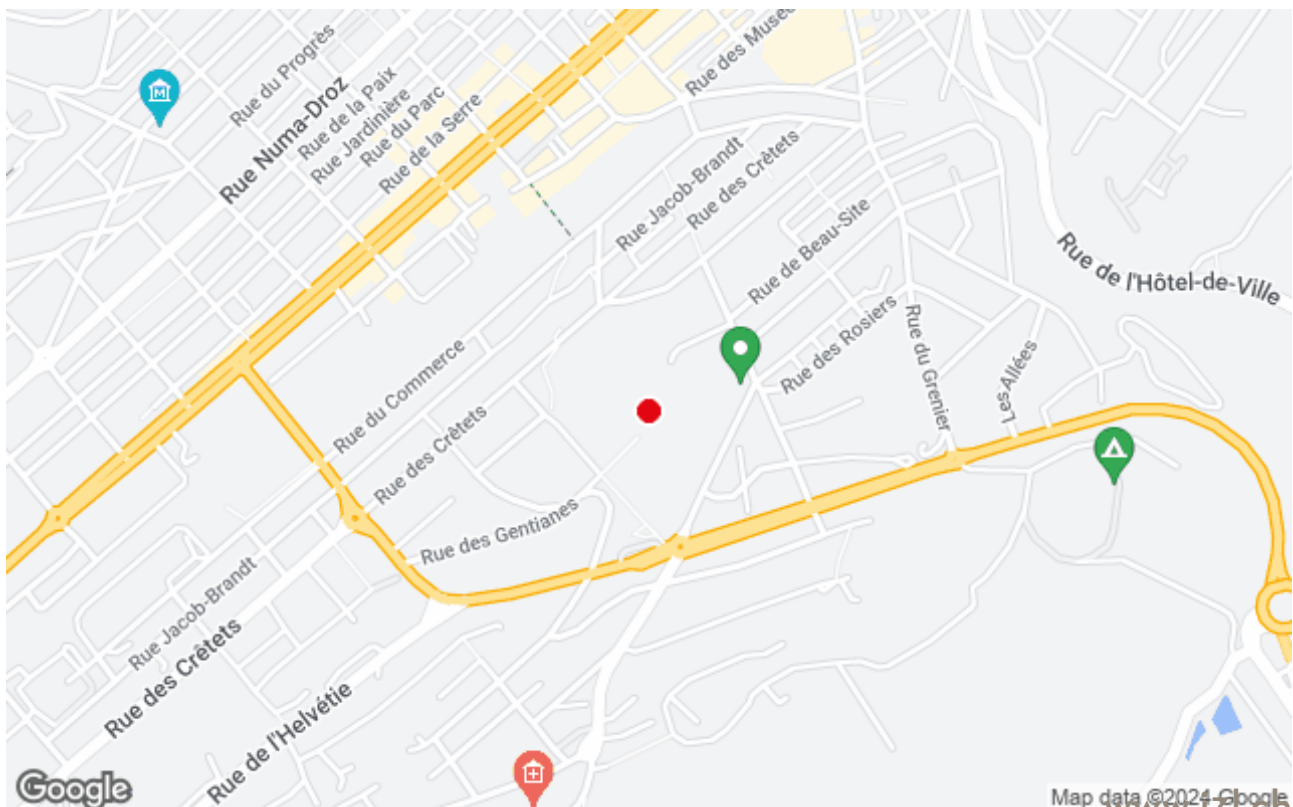 Rue du Progrès
Rue des Musé
Rue Numa-Droz
Rue de la Paix
Rue Jardinière
Rue du Parc
Rue de la Serre
Rue Jacob-Brandt
Rue des Crêtets
Rue de Beau-Site
Rue de l'Hôtel-de-Ville
Rue des Rosiers
Rue du Grenier
Les Allées
Rue du Commerce
Rue des Crêtets
Rue des Gentianes
Rue Jacob-Brandt
Rue des Crêtets
Rue de l'Helvétie
M
Google
Map data ©2024 Google